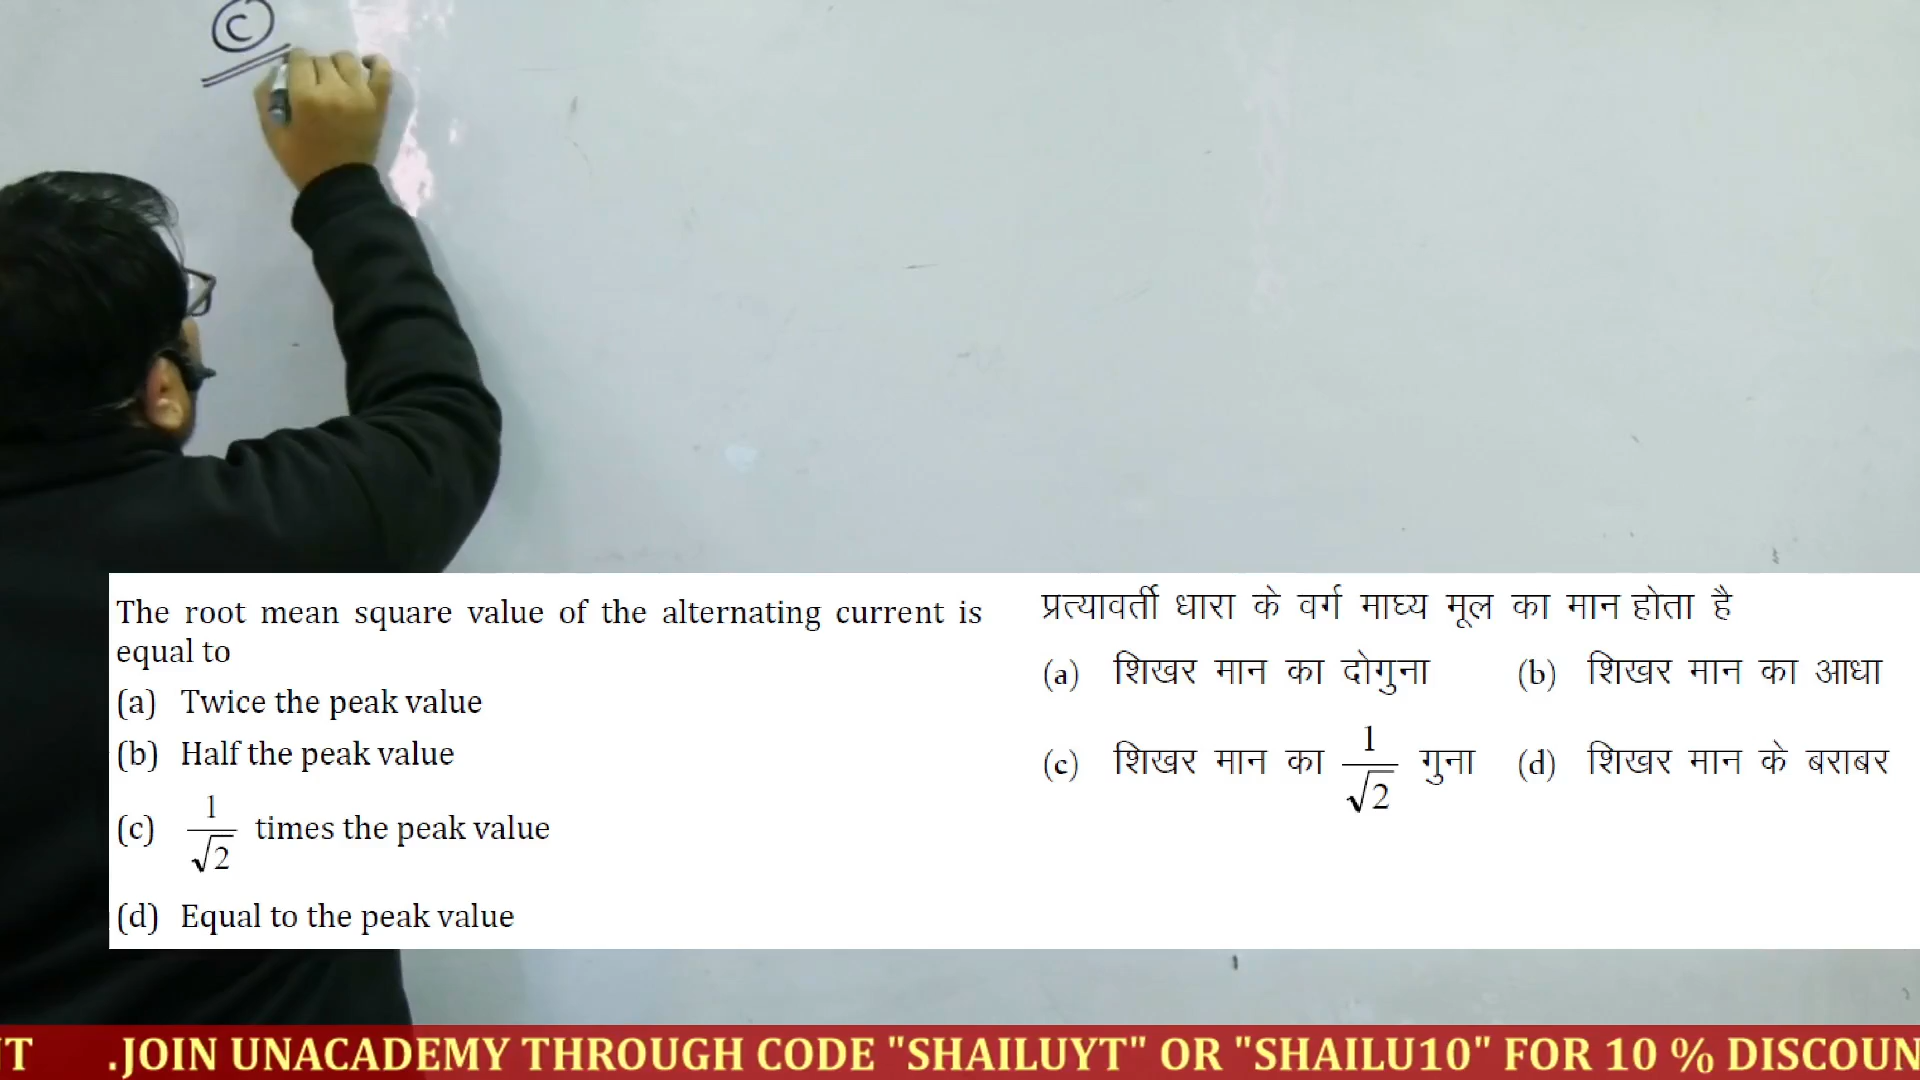 C
The root mean square value of the alternating current is
equal to
(a) Twice the peak value
(b) Half the peak value
(c) 1/√2 times the peak value
(d) Equal to the peak value
प्रत्यावर्ती धारा के वर्ग माध्य मूल का मान होता है
(a) शिखर मान का दोगुना (b) शिखर मान का आधा
(c) शिखर मान का 1/√2 गुना (d) शिखर मान के बराबर
.JOIN UNACADEMY THROUGH CODE "SHAILUYT" OR "SHAILU10" FOR 10 % DISCOUN